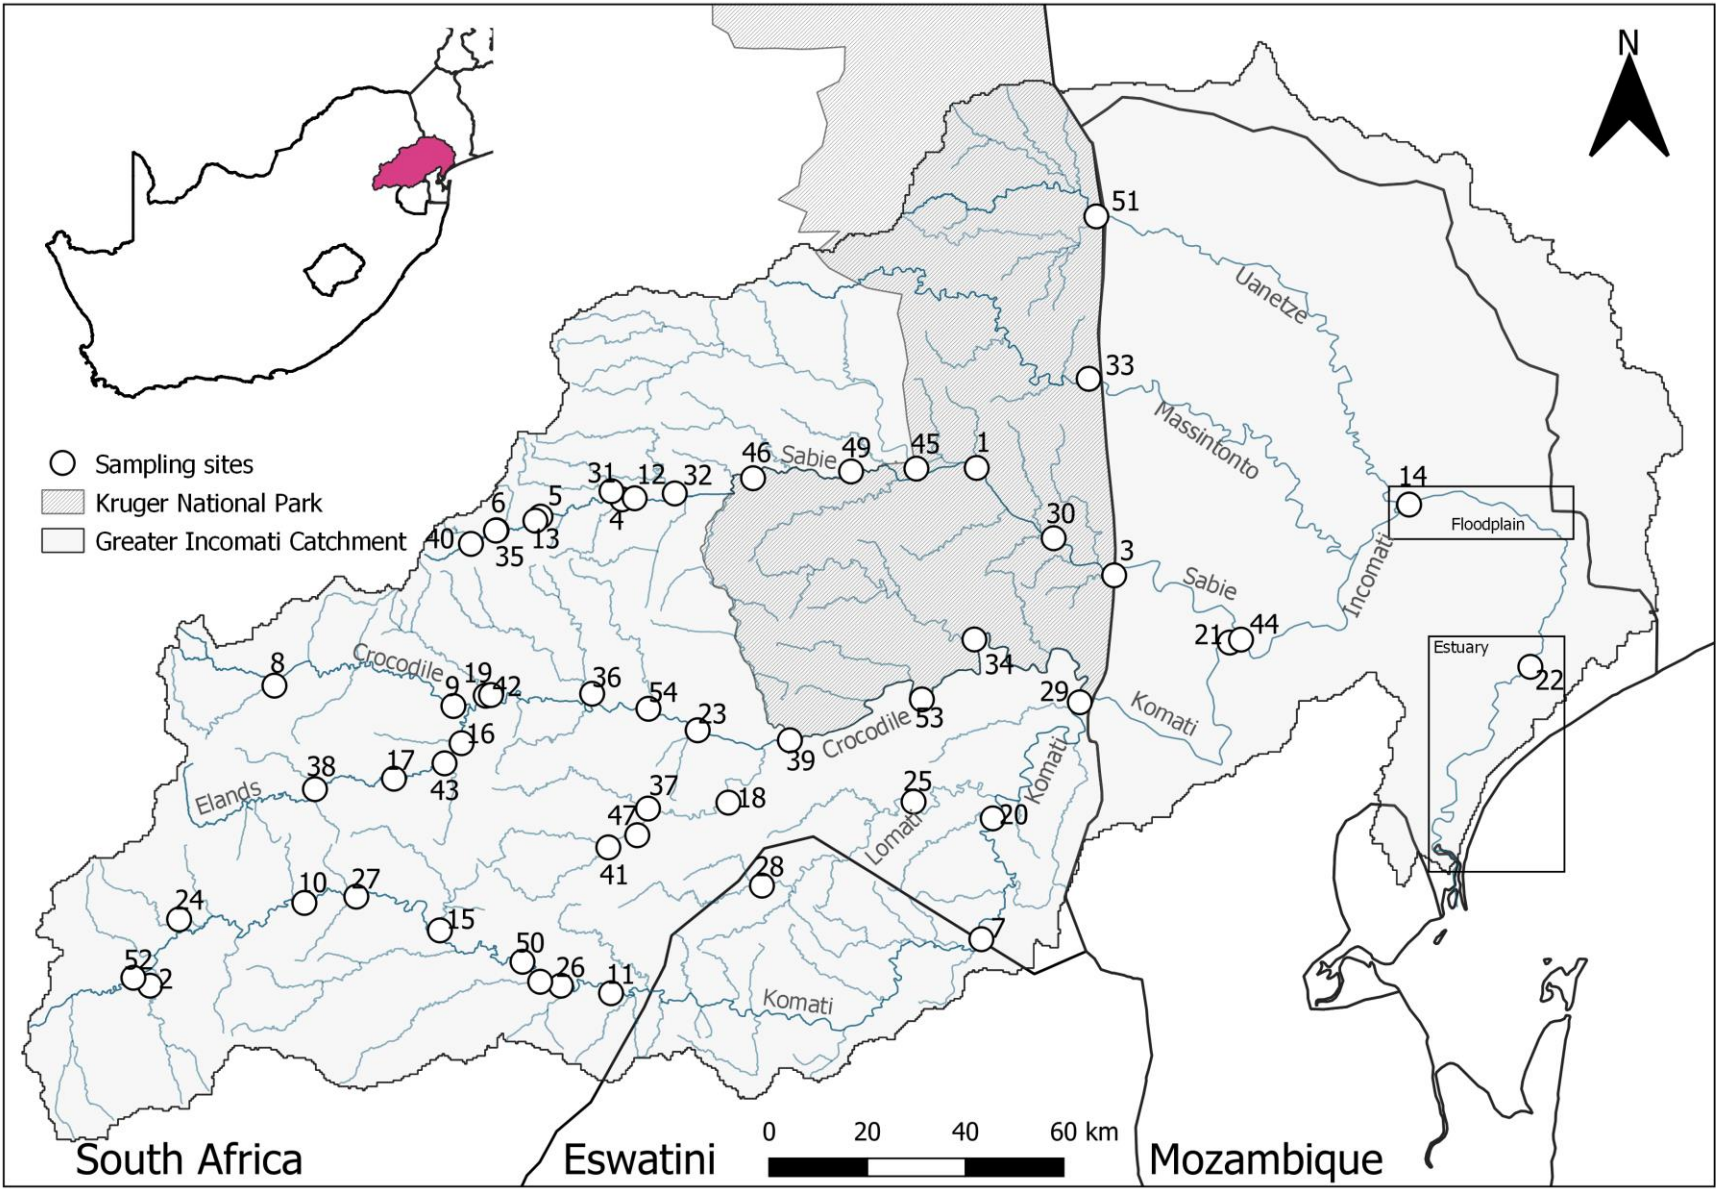 N
51
Uanetze
33
Massintonto
Sampling sites
Kruger National Park
Greater Incomati Catchment
46
Sabie
49
45
1
14
31
12
32
4
6
5
13
40
35
30
3
Floodplain
Sabie
Incomati
21
44
Estuary
22
8
Crocodile
19
42
9
36
54
34
29
53
Komati
16
23
39
Crocodile
38
17
43
Elands
37
18
25
Komati
47
20
Lomati
41
28
24
10
27
15
7
52
2
50
26
11
Komati
0 20 40 60 km
South Africa
Eswatini
Mozambique